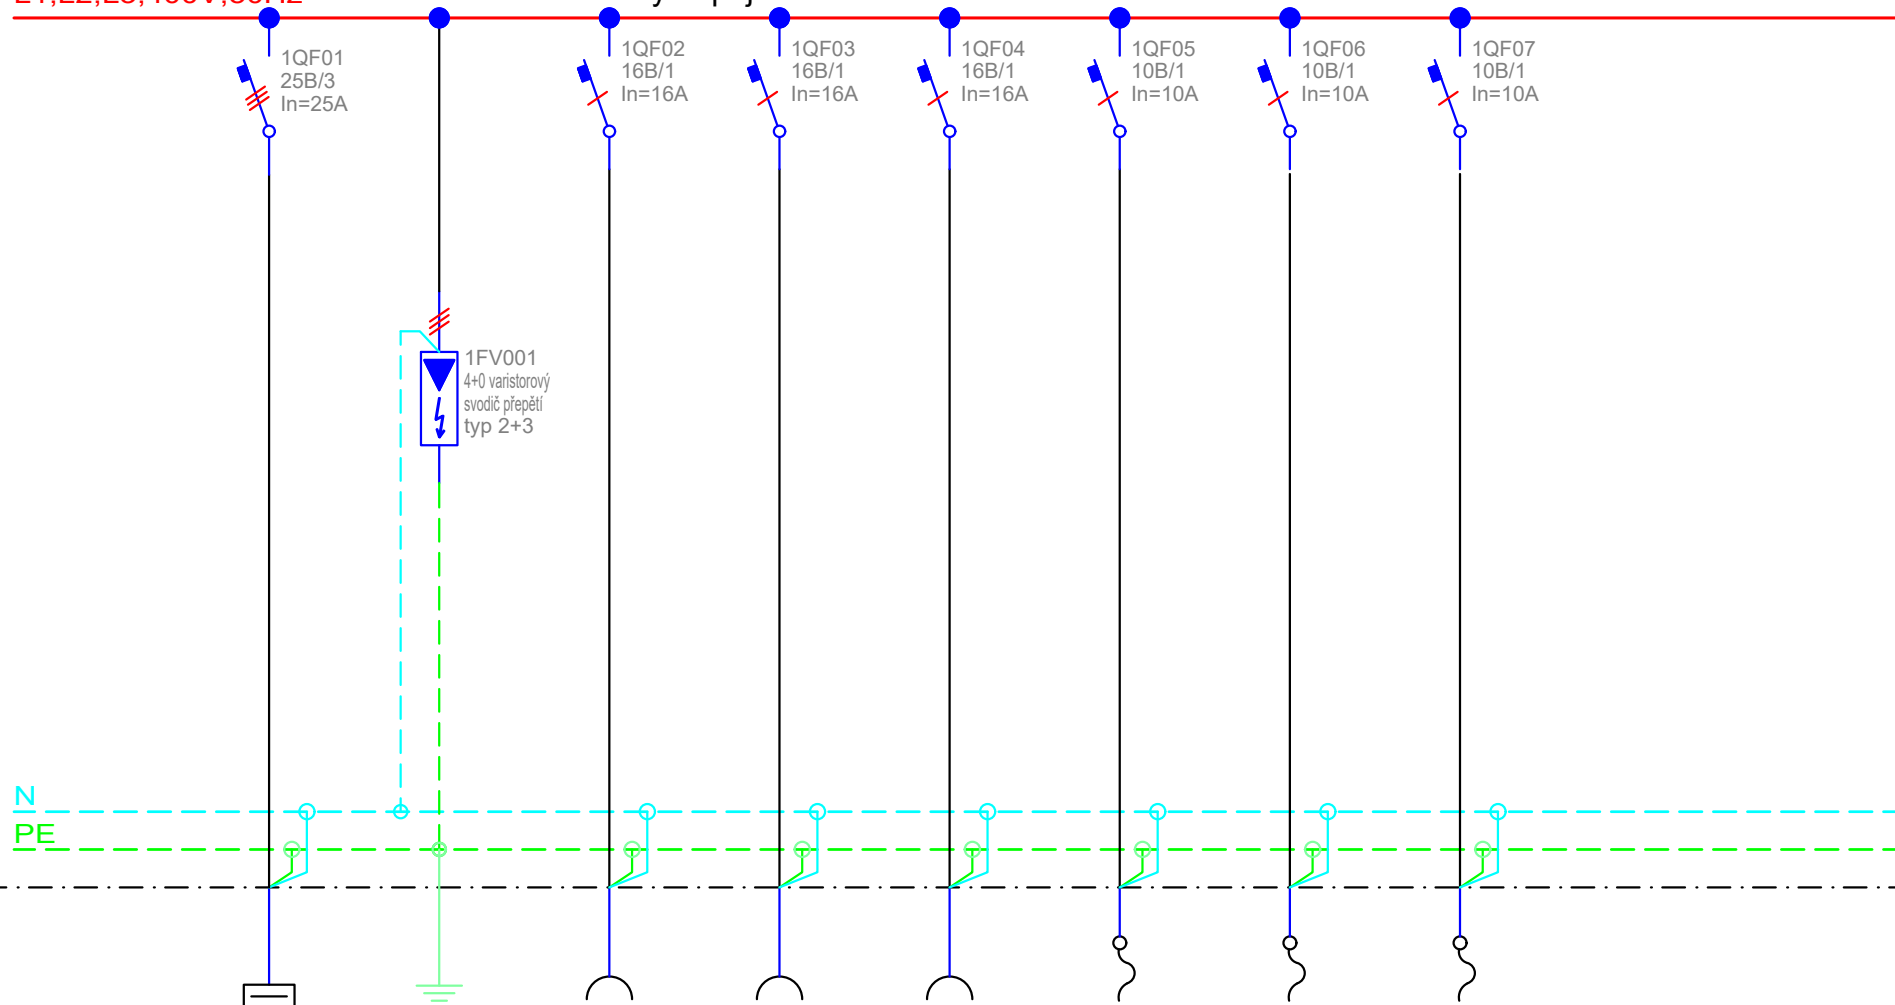 1QF01
25B/3
In=25A
1QF02
16B/1
In=16A
1QF03
16B/1
In=16A
1QF04
16B/1
In=16A
1QF05
10B/1
In=10A
1QF06
10B/1
In=10A
1QF07
10B/1
In=10A
1FV001
4+0 varistorový
svodič přepětí
typ 2+3
N
PE